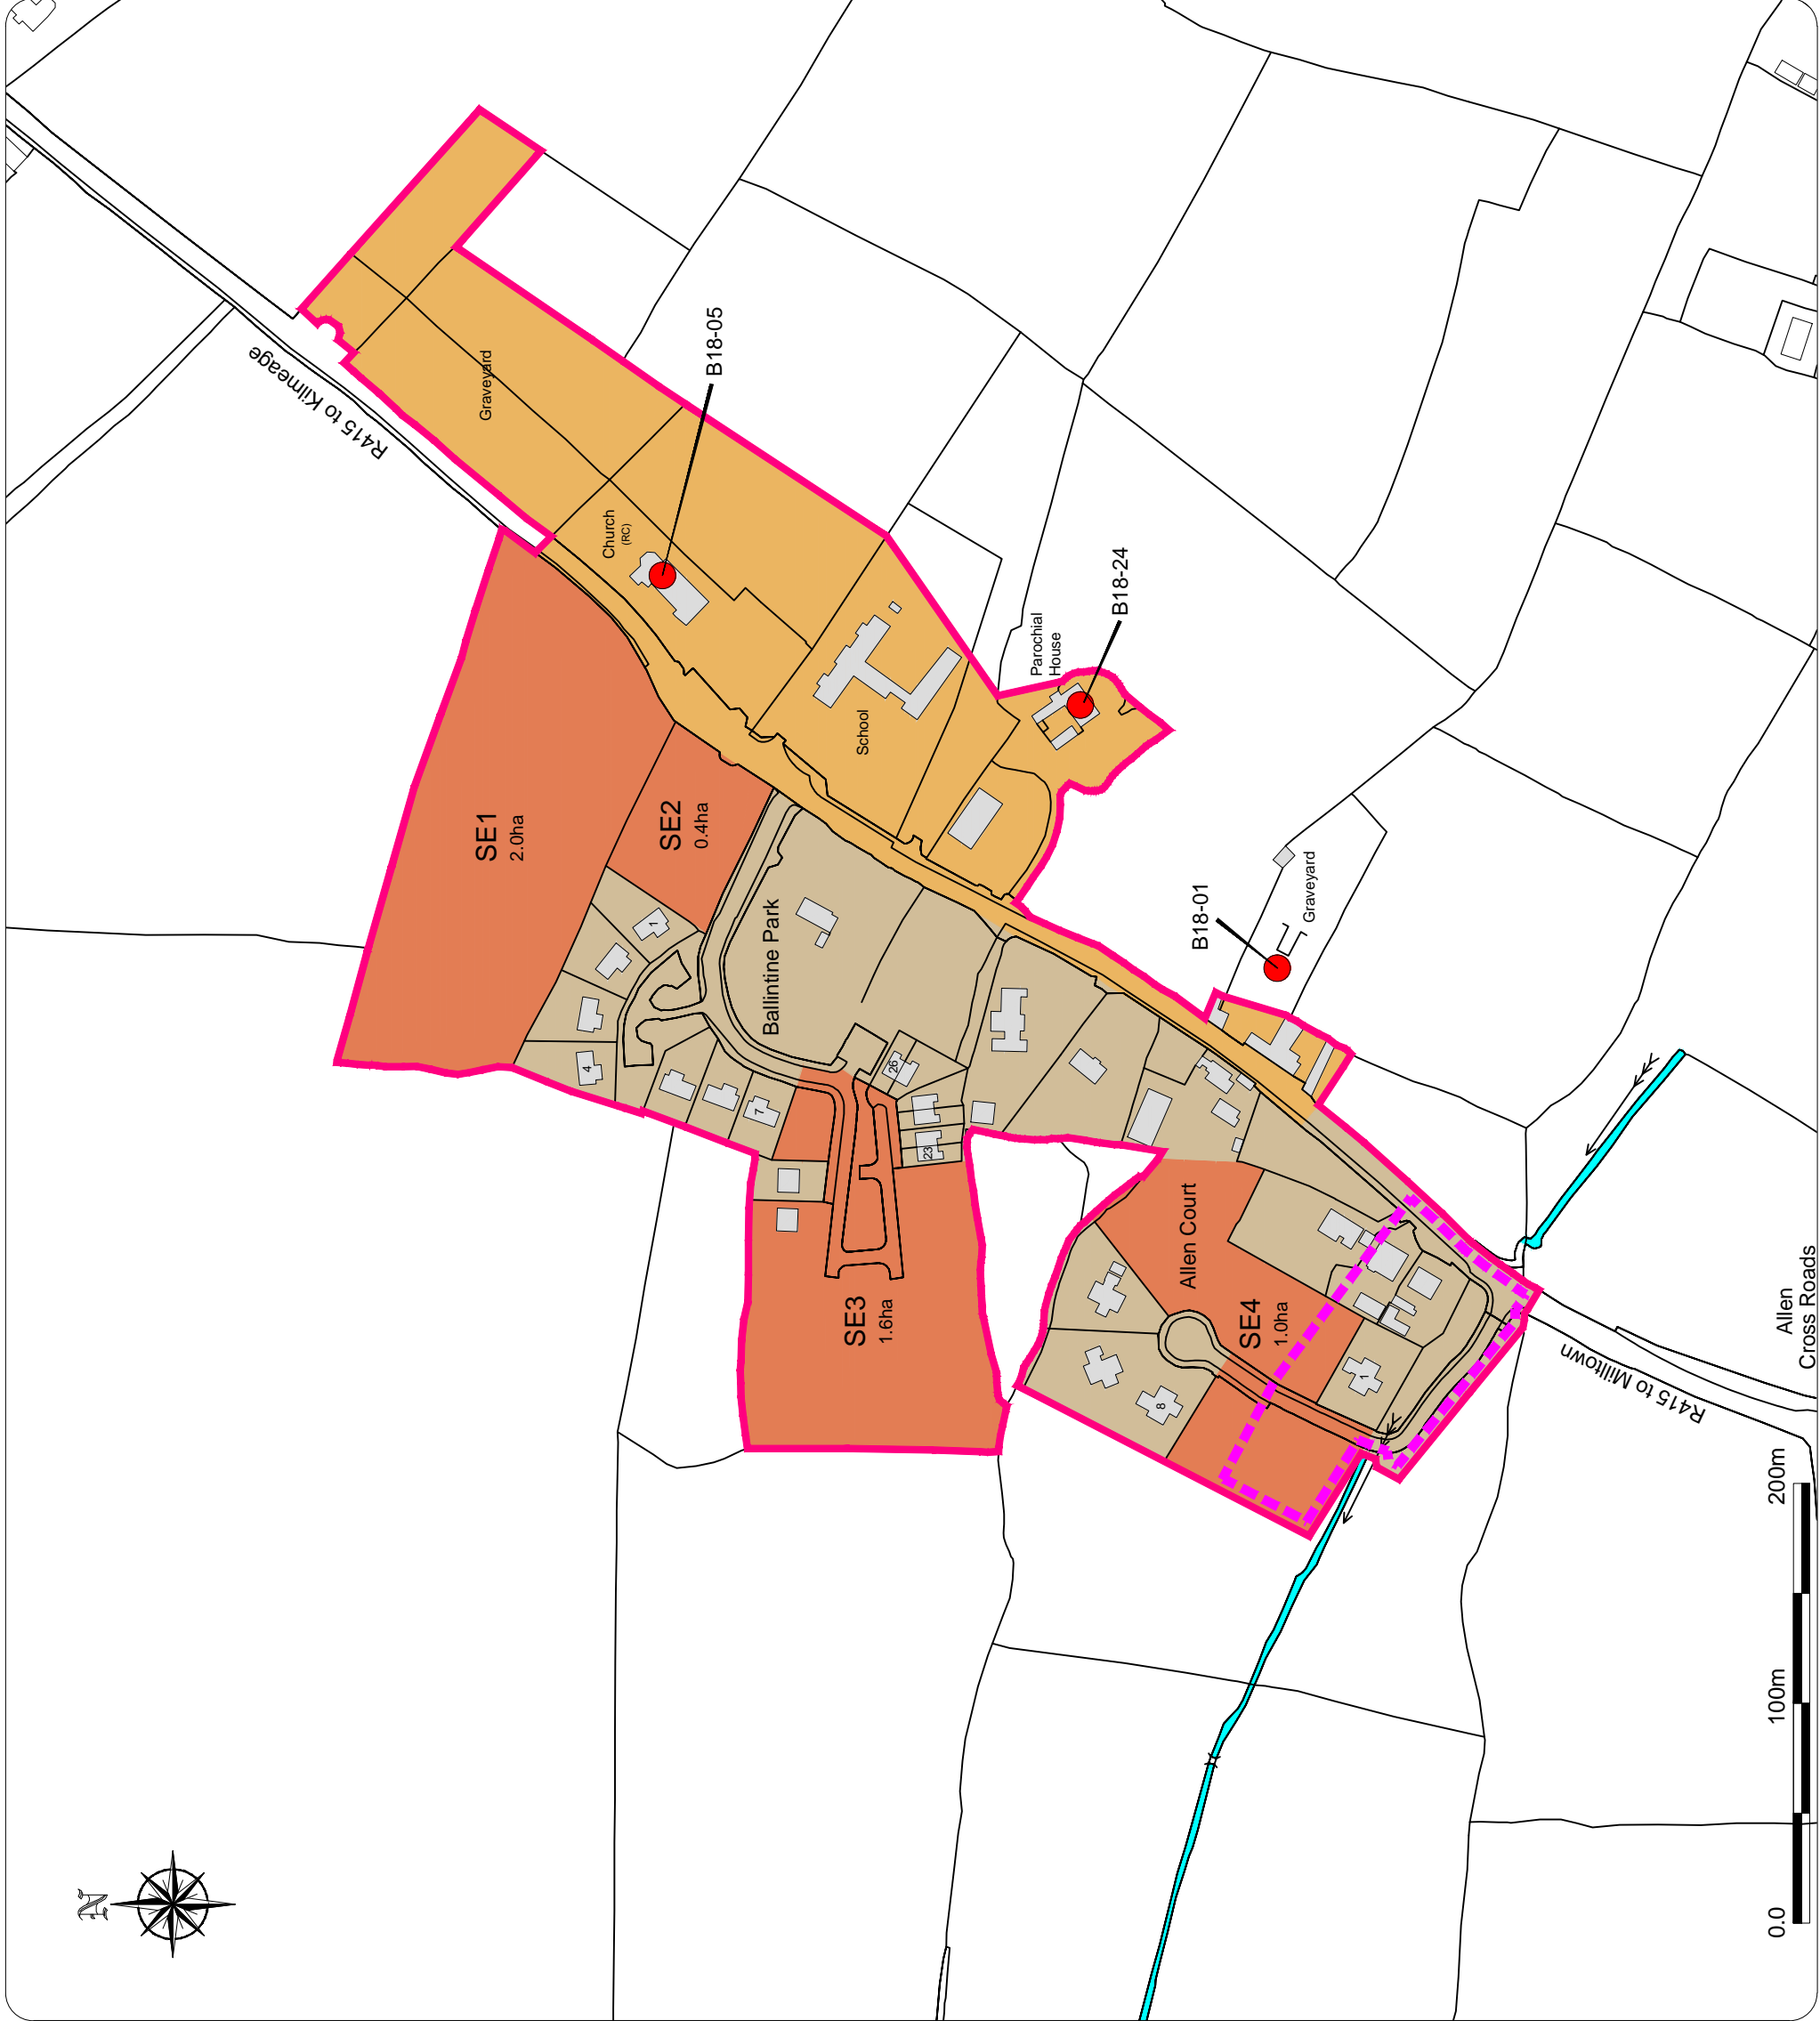 R415 to Kilmeage
Graveyard
B18-05
Church
(RC)
B18-24
Parochial
House
School
SE1
2.0ha
SE2
0.4ha
Ballintine Park
1
4
7
26
23
B18-01
Graveyard
SE3
1.6ha
Allen Court
SE4
1.0ha
8
1
R415 to Milltown
Allen
Cross Roads
N
0.0
100m
200m